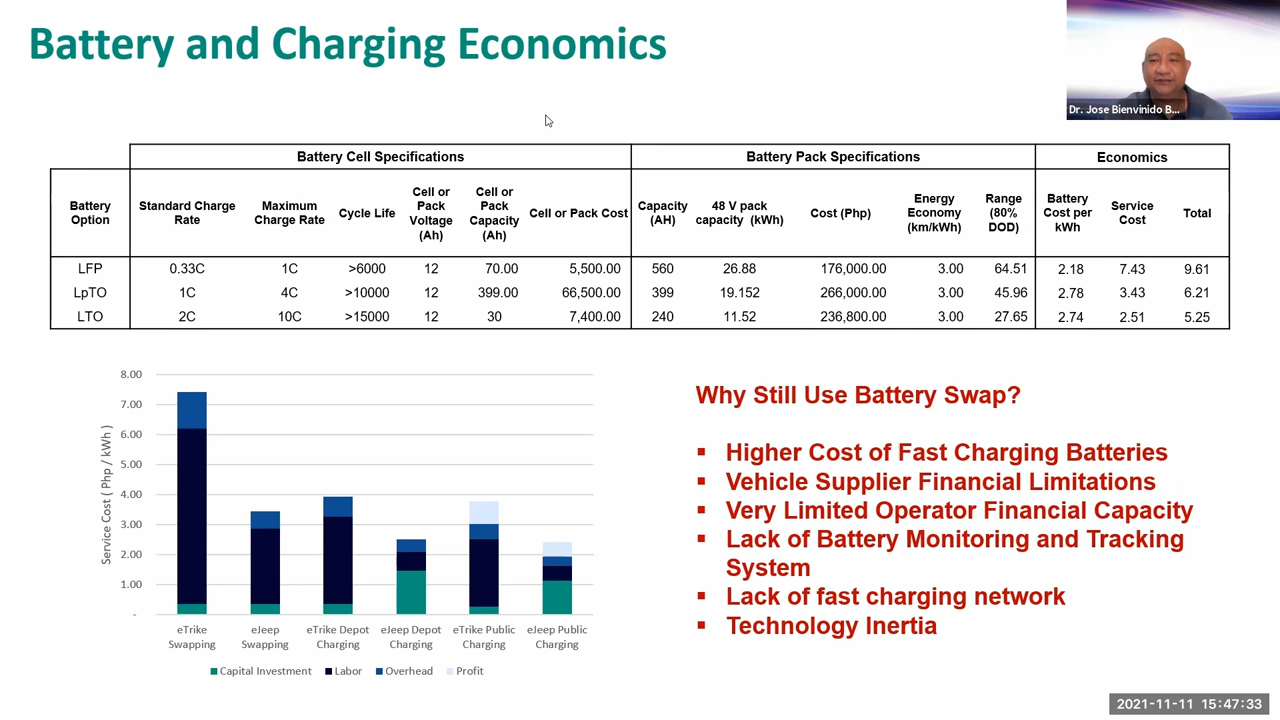 Battery and Charging Economics
Dr. Jose Bienvinido B...
Battery Cell Specifications Battery Pack Specifications Economics
Battery Option Standard Charge Rate Maximum Charge Rate Cycle Life Cell or Pack Voltage (Ah) Cell or Pack Capacity (Ah) Cell or Pack Cost Capacity (AH) 48 V pack capacity (kWh) Cost (Php) Energy Economy (km/kWh) Range (80% DOD) Battery Cost per kWh Service Cost Total
LFP 0.33C 1C >6000 12 70.00 5,500.00 560 26.88 176,000.00 3.00 64.51 2.18 7.43 9.61
LpTO 1C 4C >10000 12 399.00 66,500.00 399 19.152 266,000.00 3.00 45.96 2.78 3.43 6.21
LTO 2C 10C >15000 12 30 7,400.00 240 11.52 236,800.00 3.00 27.65 2.74 2.51 5.25
Service Cost ( Php / kWh )
8.00
7.00
6.00
5.00
4.00
3.00
2.00
1.00
-
eTrike Swapping eJeep Swapping eTrike Depot Charging eJeep Depot Charging eTrike Public Charging eJeep Public Charging
Capital Investment Labor Overhead Profit
Why Still Use Battery Swap?
▪ Higher Cost of Fast Charging Batteries
▪ Vehicle Supplier Financial Limitations
▪ Very Limited Operator Financial Capacity
▪ Lack of Battery Monitoring and Tracking
System
▪ Lack of fast charging network
▪ Technology Inertia
2021-11-11 15:47:33